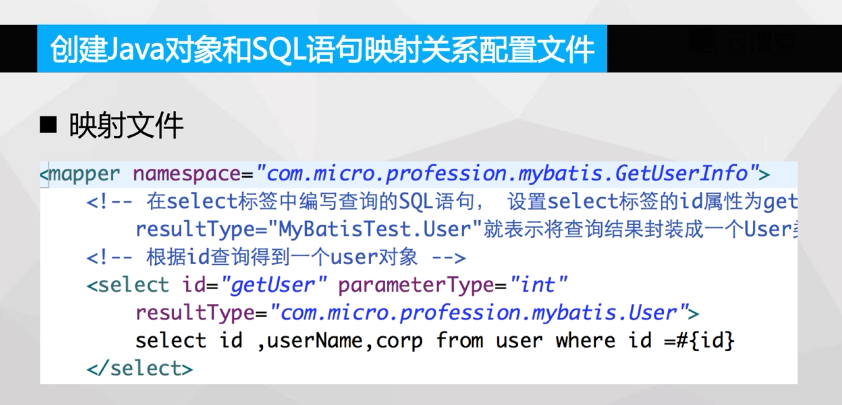 创建Java对象和SQL语句映射关系配置文件
■ 映射文件
<mapper namespace="com.micro.profession.mybatis.GetUserInfo">
<!-- 在select标签中编写查询的SQL语句， 设置select标签的id属性为get
resultType="MyBatisTest.User"就表示将查询结果封装成一个User
<!-- 根据id查询得到一个user对象 -->
<select id="getUser" parameterType="int"
resultType="com.micro.profession.mybatis.User">
select id ,userName,corp from user where id =#{id}
</select>